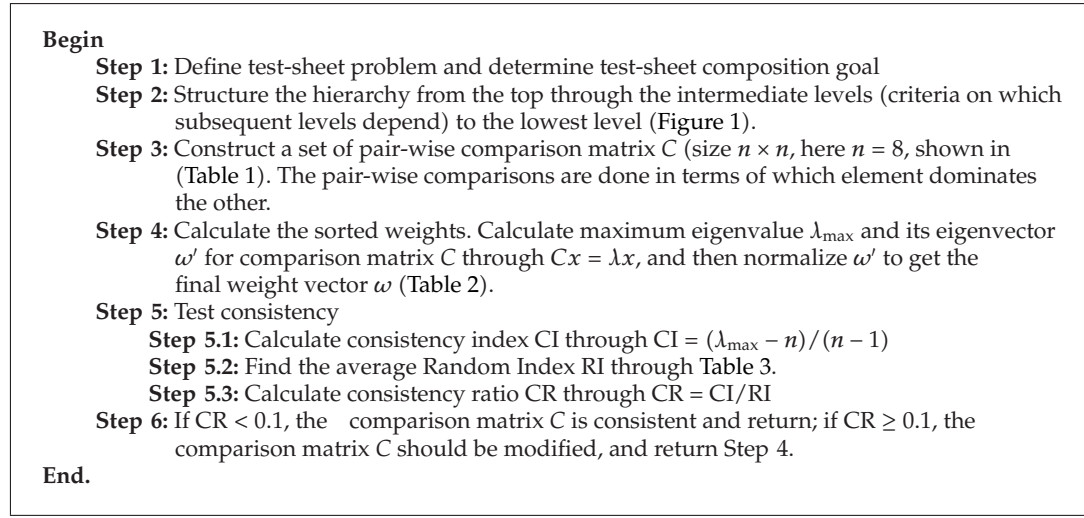 Begin
Step 1: Define test-sheet problem and determine test-sheet composition goal
Step 2: Structure the hierarchy from the top through the intermediate levels (criteria on which
subsequent levels depend) to the lowest level (Figure 1).
Step 3: Construct a set of pair-wise comparison matrix C (size n × n, here n = 8, shown in
(Table 1). The pair-wise comparisons are done in terms of which element dominates
the other.
Step 4: Calculate the sorted weights. Calculate maximum eigenvalue λmax and its eigenvector
ω′ for comparison matrix C through Cx = λx, and then normalize ω′ to get the
final weight vector ω (Table 2).
Step 5: Test consistency
Step 5.1: Calculate consistency index CI through CI = (λmax − n)/(n − 1)
Step 5.2: Find the average Random Index RI through Table 3.
Step 5.3: Calculate consistency ratio CR through CR = CI/RI
Step 6: If CR < 0.1, the comparison matrix C is consistent and return; if CR ≥ 0.1, the
comparison matrix C should be modified, and return Step 4.
End.